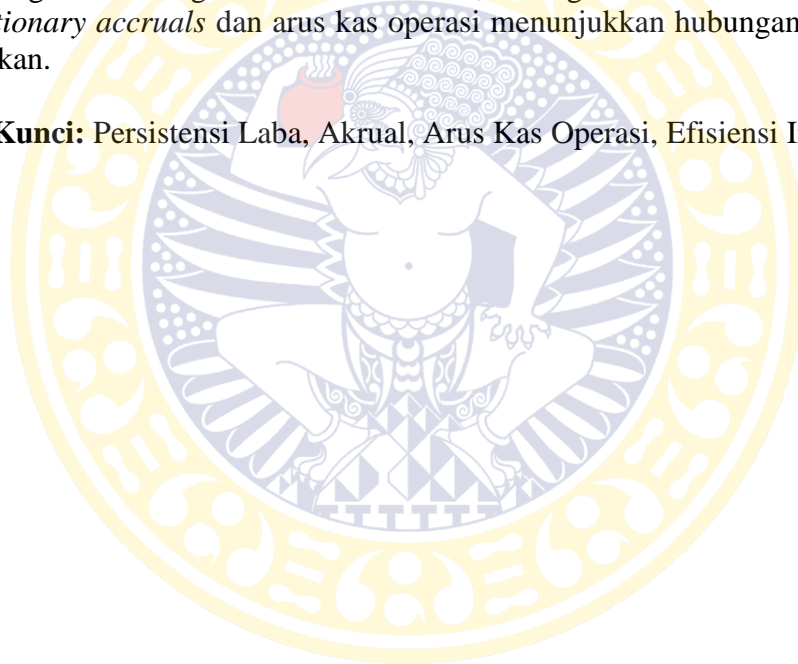 tionary accruals dan arus kas operasi menunjukkan hubungan
kan.
Kunci: Persistensi Laba, Akrual, Arus Kas Operasi, Efisiensi I